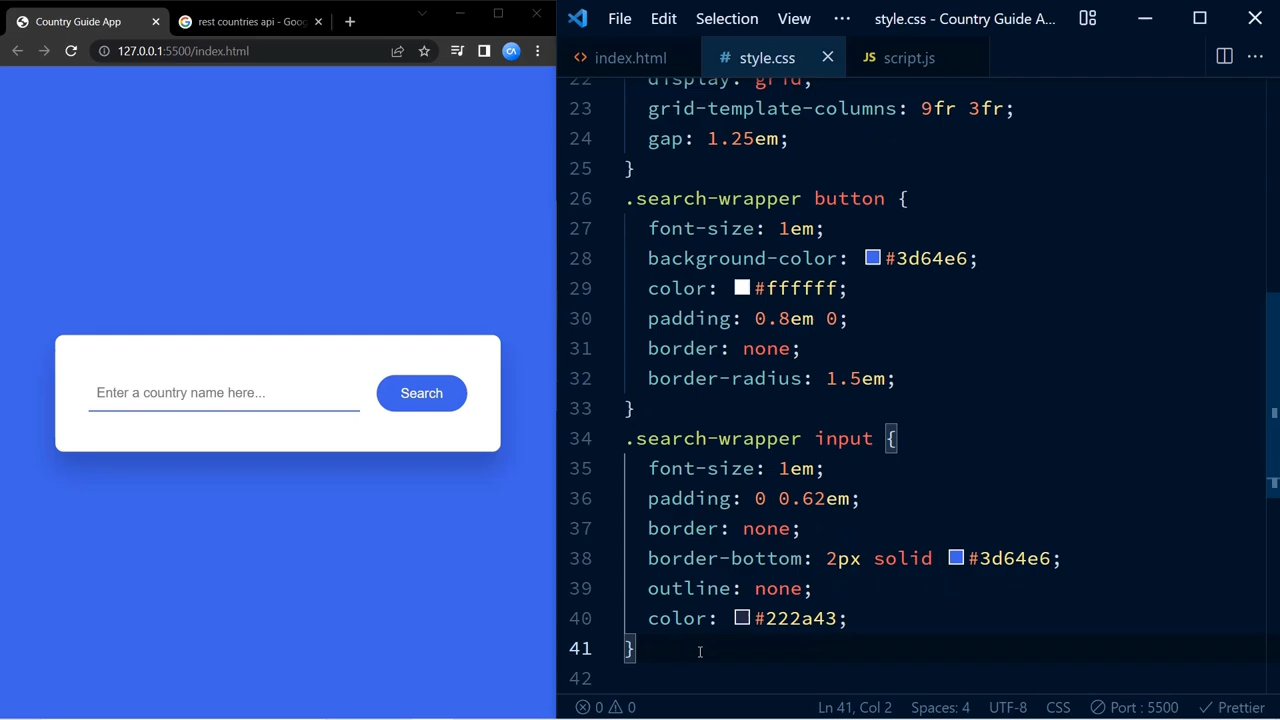 Country Guide App
rest countries api - Goo
127.0.0.1:5500/index.html
CA
Enter a country name here...
Search
File Edit Selection View ··· style.css - Country Guide A...
<> index.html
# style.css
JS script.js
22 display: grid;
23 grid-template-columns: 9fr 3fr;
24 gap: 1.25em;
25 }
26 .search-wrapper button {
27 font-size: 1em;
28 background-color: #3d64e6;
29 color: #ffffff;
30 padding: 0.8em 0;
31 border: none;
32 border-radius: 1.5em;
33 }
34 .search-wrapper input {
35 font-size: 1em;
36 padding: 0 0.62em;
37 border: none;
38 border-bottom: 2px solid #3d64e6;
39 outline: none;
40 color: #222a43;
41 }
42
0 0 Ln 41, Col 2 Spaces: 4 UTF-8 CSS Port : 5500 Prettier